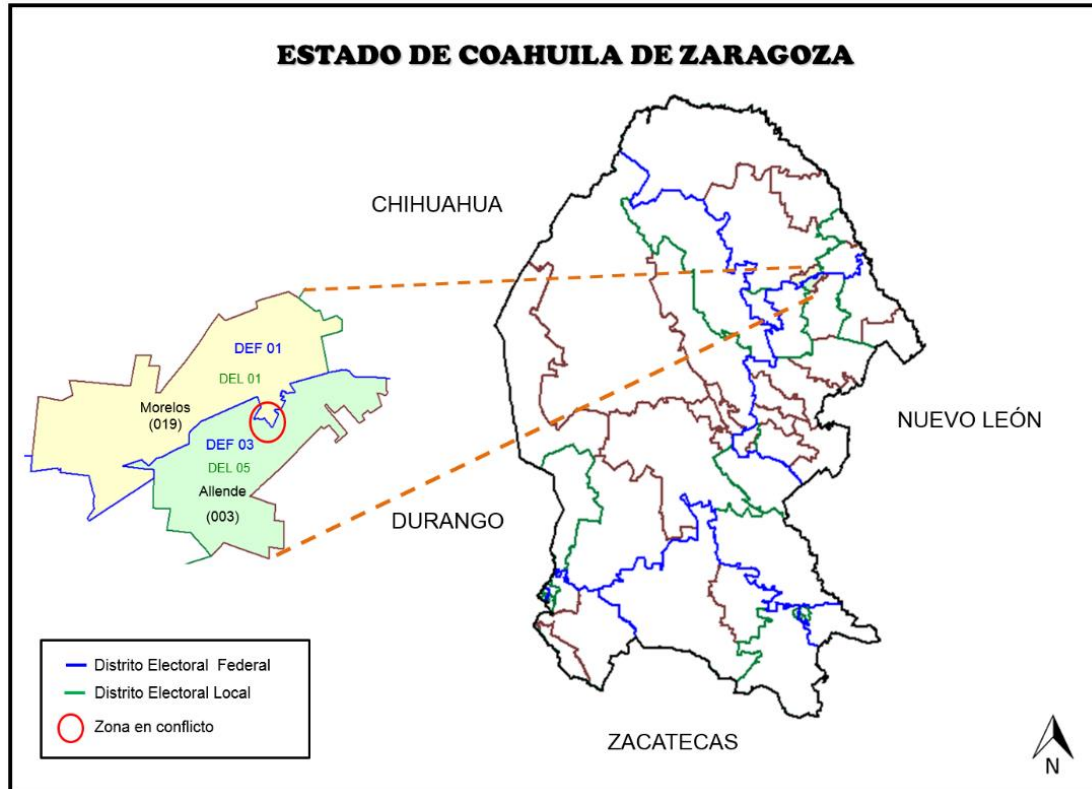 ESTADO DE COAHUILA DE ZARAGOZA
CHIHUAHUA
DEF 01
DEL 01
Morelos
(019)
DEF 03
DEL 05
Allende
(003)
NUEVO LEÓN
DURANGO
Distrito Electoral Federal
Distrito Electoral Local
Zona en conflicto
ZACATECAS
N